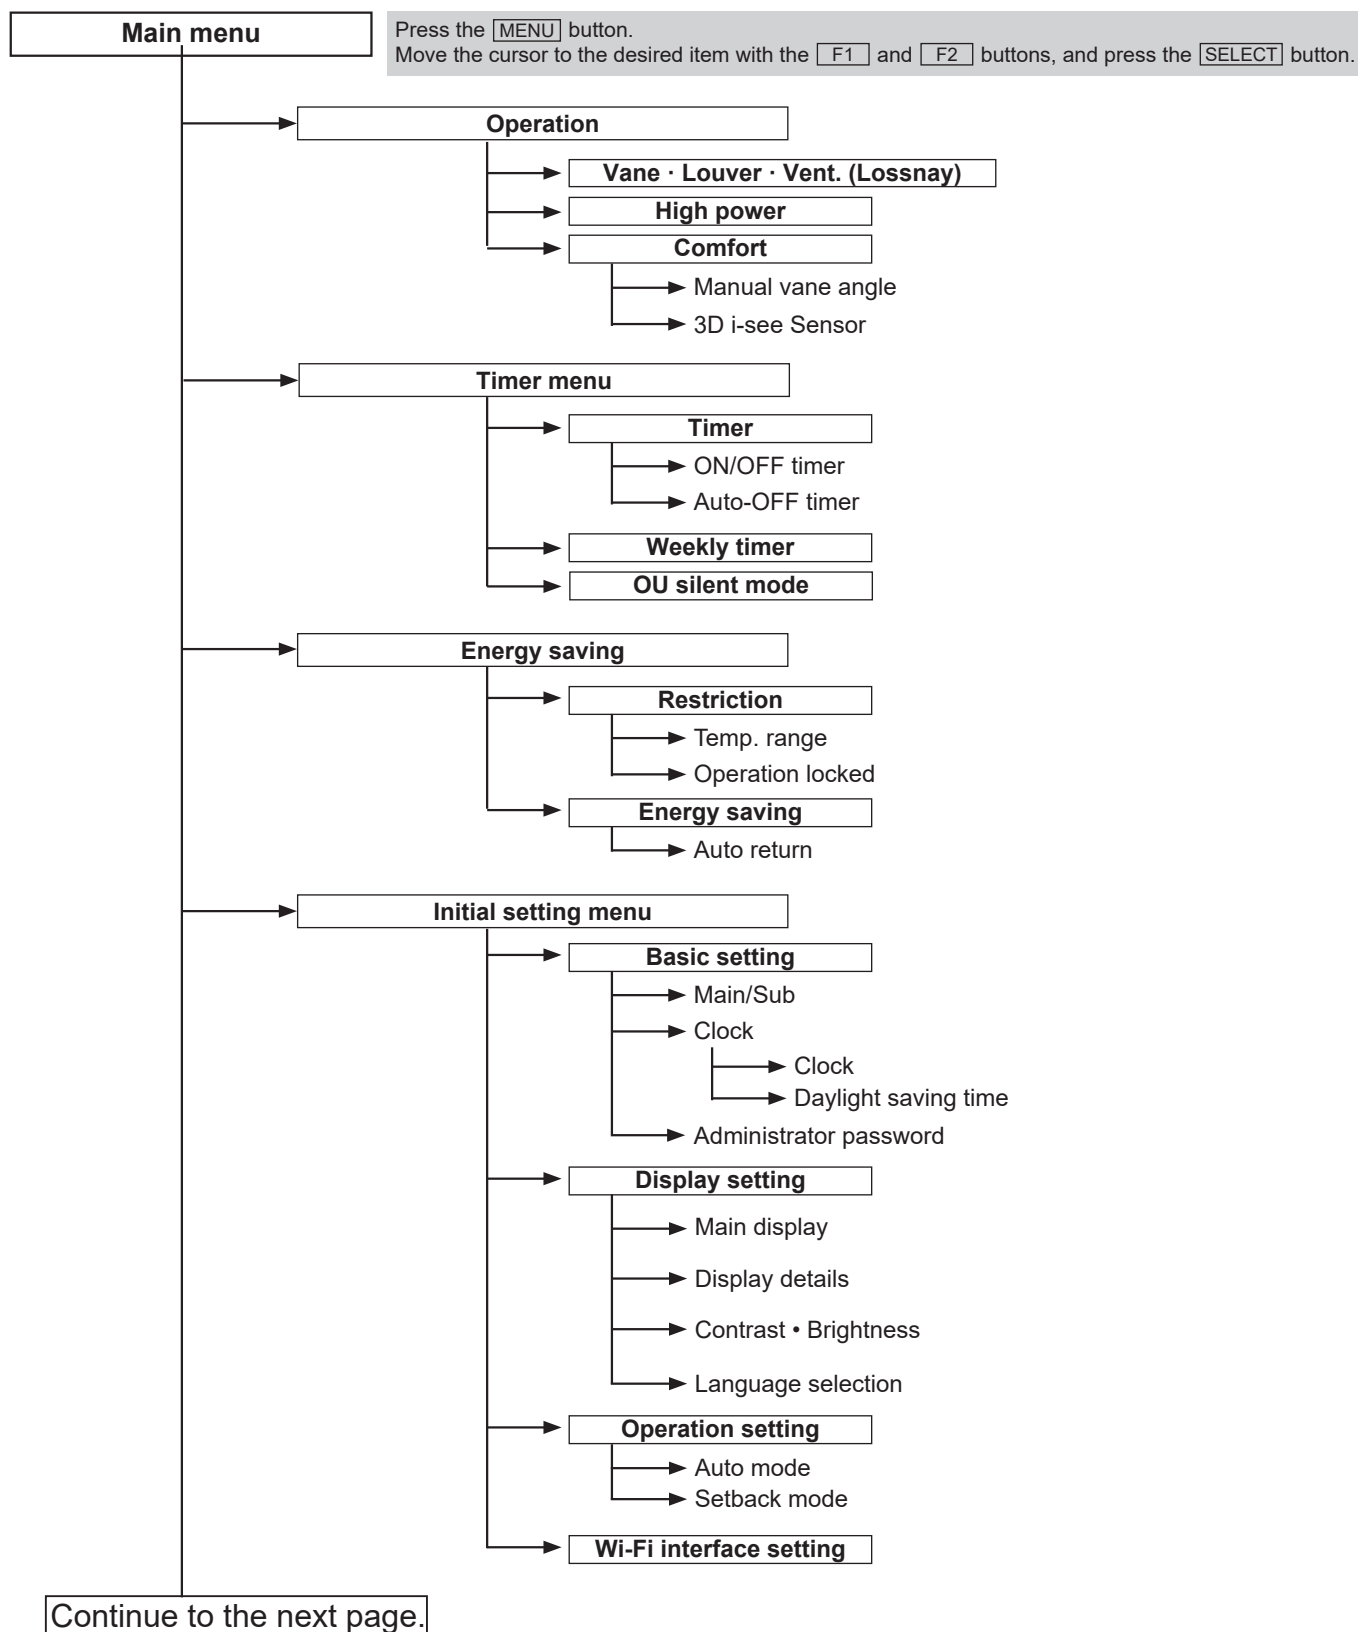 Main menu
Press the MENU button.
Move the cursor to the desired item with the F1 and F2 buttons, and press the SELECT button.
Operation
Vane · Louver · Vent. (Lossnay)
High power
Comfort
Manual vane angle
3D i-see Sensor
Timer menu
Timer
ON/OFF timer
Auto-OFF timer
Weekly timer
OU silent mode
Energy saving
Restriction
Temp. range
Operation locked
Energy saving
Auto return
Initial setting menu
Basic setting
Main/Sub
Clock
Clock
Daylight saving time
Administrator password
Display setting
Main display
Display details
Contrast • Brightness
Language selection
Operation setting
Auto mode
Setback mode
Wi-Fi interface setting
Continue to the next page.